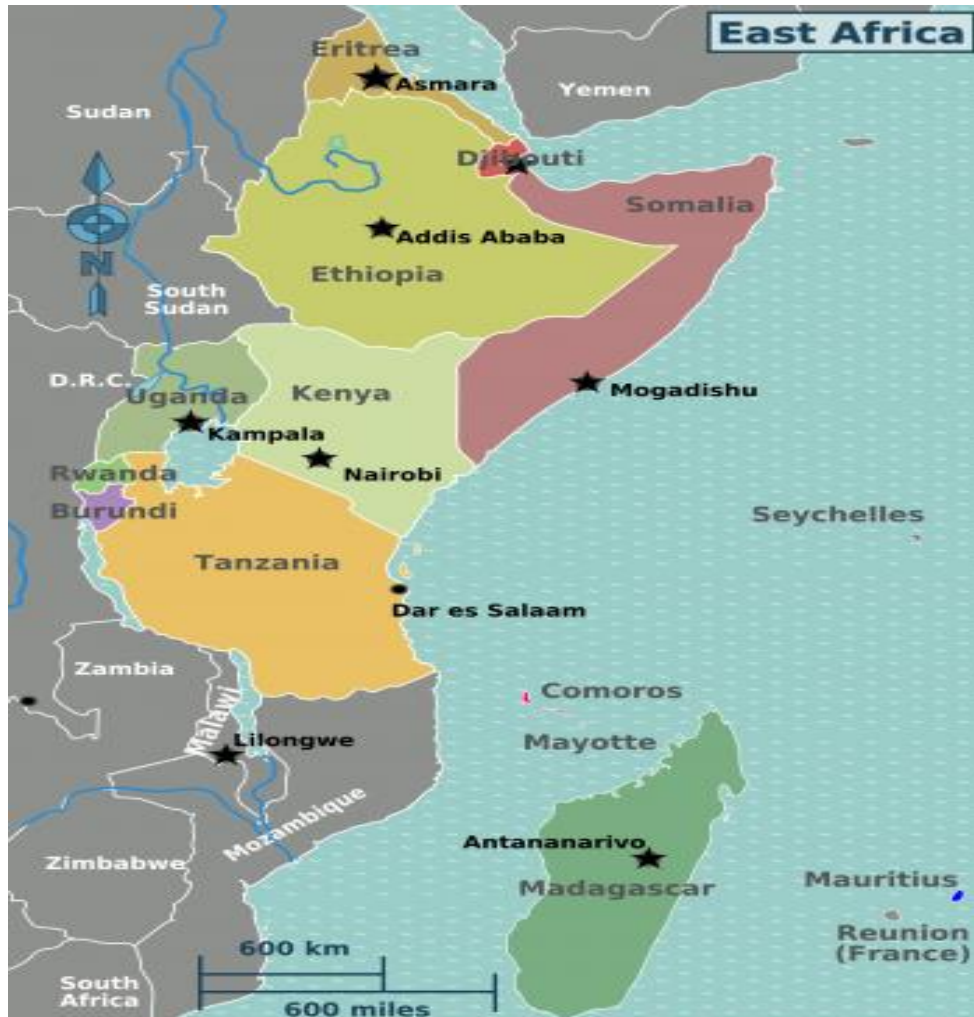 East Africa
Eritrea
Asmara
Yemen
Sudan
Djibouti
Somalia
Addis Ababa
Ethiopia
N
South
Sudan
D.R.C.
Uganda
Kenya
Mogadishu
Kampala
Rwanda
Nairobi
Burundi
Seychelles
Tanzania
Dar es Salaam
Zambia
Comoros
Malawi
Lilongwe
Mayotte
Mozambique
Antananarivo
Zimbabwe
Madagascar
Mauritius
Reunion
(France)
600 km
South
Africa
600 miles